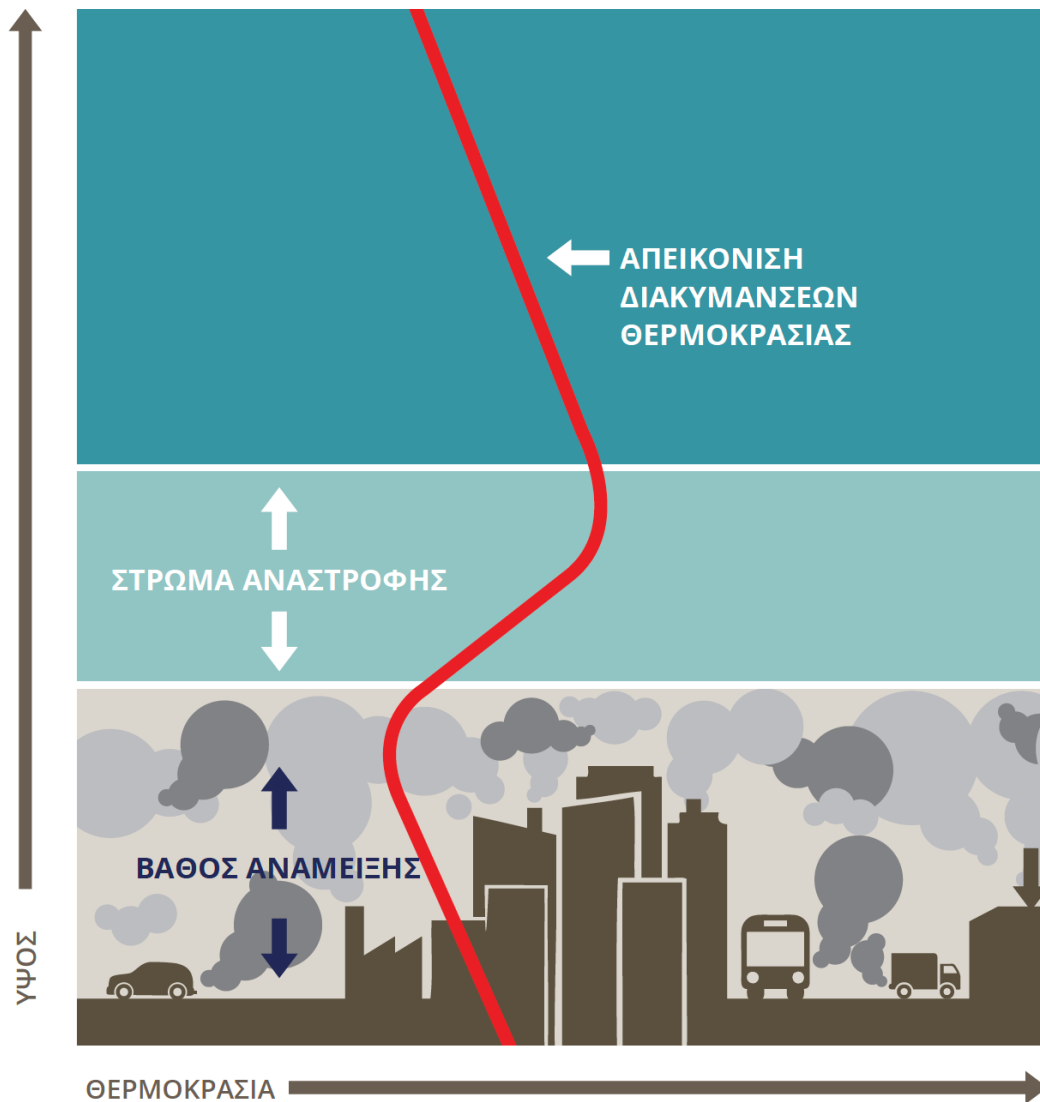 ΑΠΕΙΚΟΝΙΣΗ
ΔΙΑΚΥΜΑΝΣΕΩΝ
ΘΕΡΜΟΚΡΑΣΙΑΣ
ΣΤΡΩΜΑ ΑΝΑΣΤΡΟΦΗΣ
ΒΑΘΟΣ ΑΝΑΜΕΙΞΗΣ
ΥΨΟΣ
ΘΕΡΜΟΚΡΑΣΙΑ